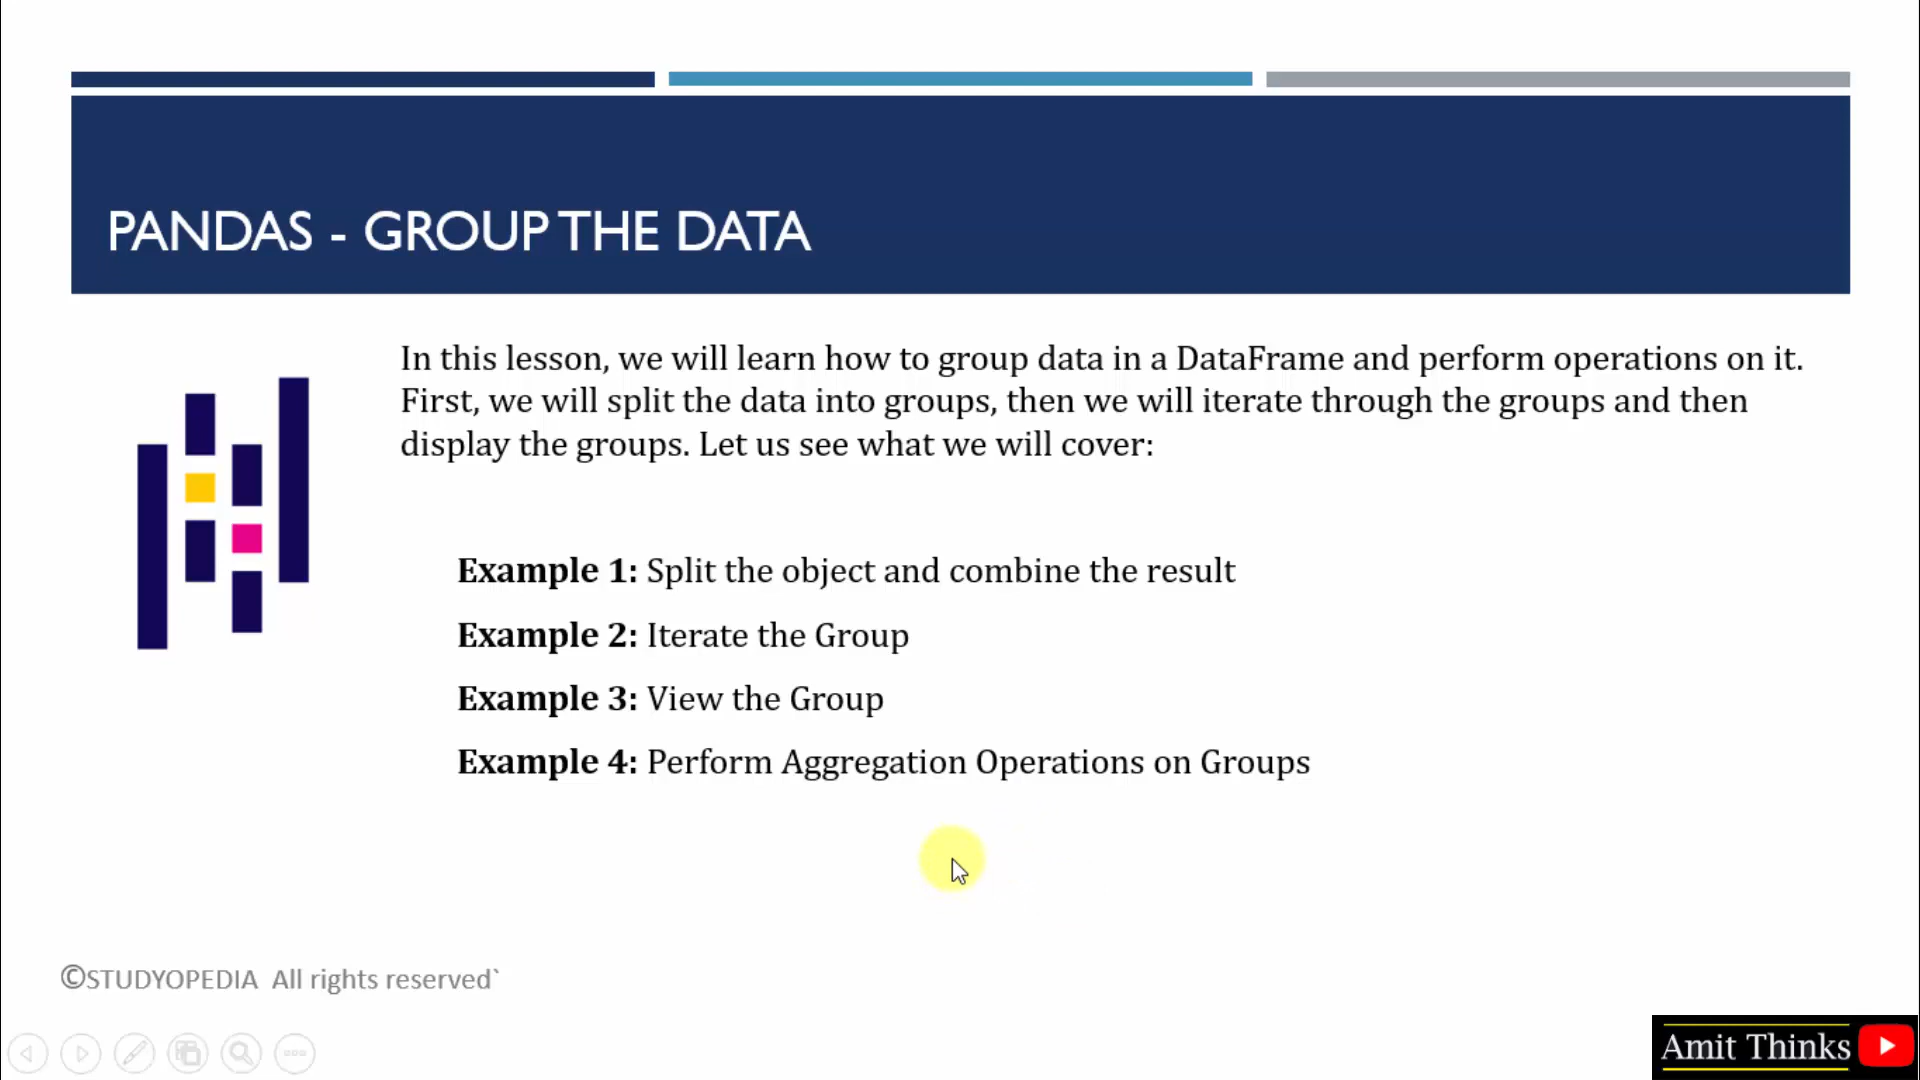 PANDAS - GROUP THE DATA
In this lesson, we will learn how to group data in a DataFrame and perform operations on it.
First, we will split the data into groups, then we will iterate through the groups and then
display the groups. Let us see what we will cover:
Example 1: Split the object and combine the result
Example 2: Iterate the Group
Example 3: View the Group
Example 4: Perform Aggregation Operations on Groups
©STUDYOPEDIA All rights reserved`
Amit Thinks